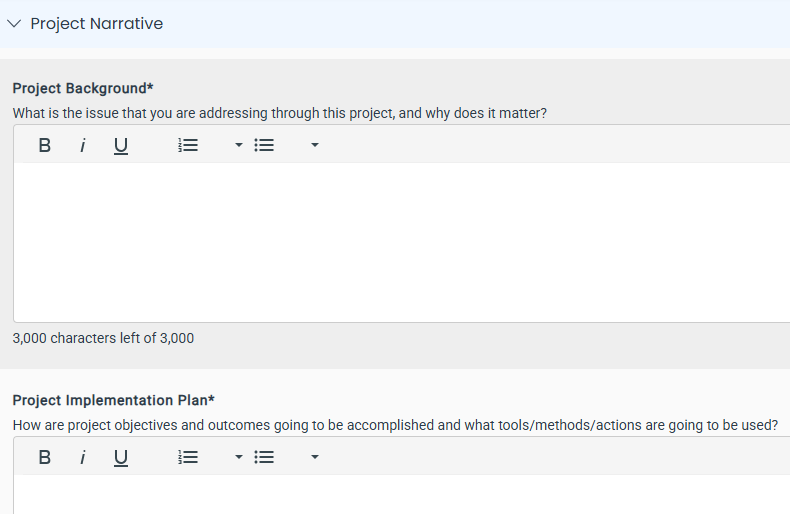 Project Narrative
Project Background*
What is the issue that you are addressing through this project, and why does it matter?
B i U
3,000 characters left of 3,000
Project Implementation Plan*
How are project objectives and outcomes going to be accomplished and what tools/methods/actions are going to be used?
B i U